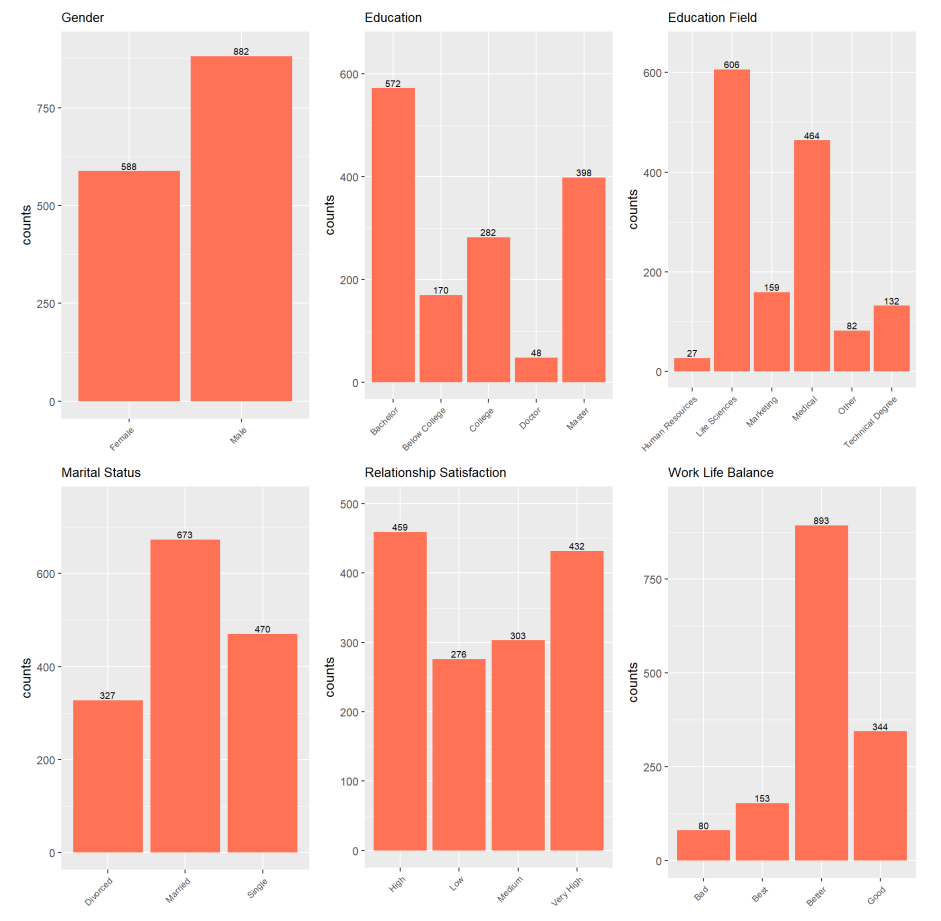 Gender
counts
0
250
500
750
588
882
Female
Male
Education
counts
0
200
400
600
572
170
282
48
398
Bachelor
Below College
College
Doctor
Master
Education Field
counts
0
200
400
600
27
606
159
464
82
132
Human Resources
Life Sciences
Marketing
Medical
Other
Technical Degree
Marital Status
counts
0
200
400
600
327
673
470
Divorced
Married
Single
Relationship Satisfaction
counts
0
100
200
300
400
500
459
276
303
432
High
Low
Medium
Very High
Work Life Balance
counts
0
250
500
750
80
153
893
344
Bad
Best
Better
Good